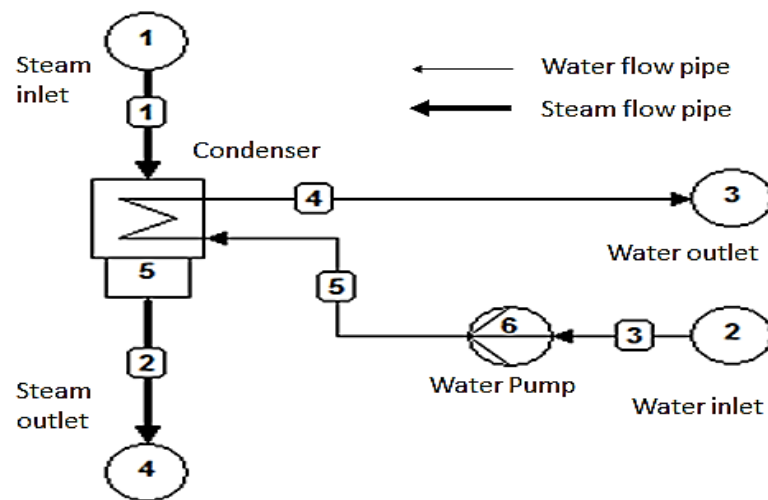 1
Steam
inlet
1
Water flow pipe
Steam flow pipe
Condenser
4
3
Water outlet
5
5
6
3
2
Water Pump
Water inlet
2
Steam
outlet
4